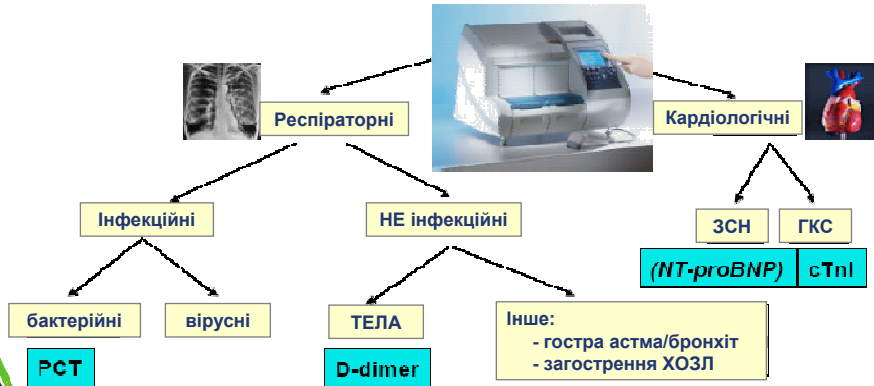 Респіраторні
Кардіологічні
Інфекційні
НЕ інфекційні
ЗСН
ГКС
(NT-proBNP)
cTnI
бактерійні
вірусні
ТЕЛА
Інше:
- гостра астма/бронхіт
- загострення ХОЗЛ
PCT
D-dimer